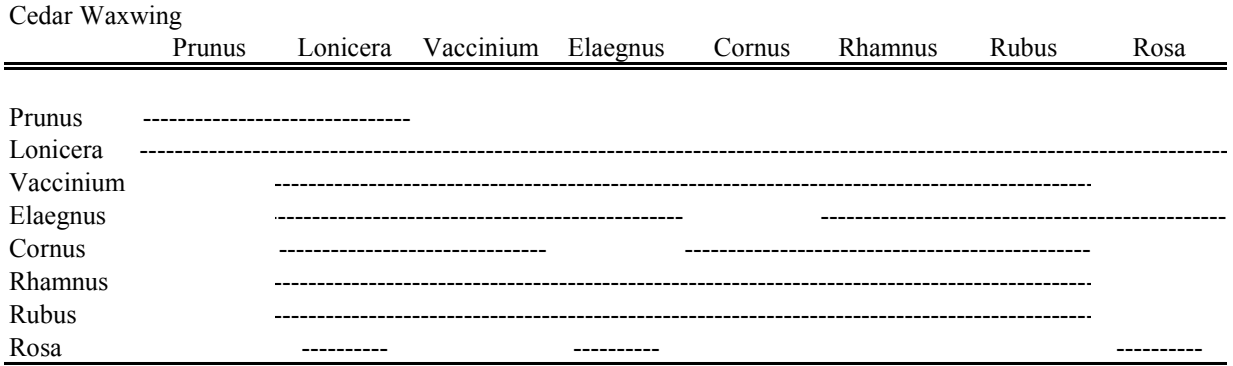 Cedar Waxwing
Prunus Lonicera Vaccinium Elaegnus Cornus Rhamnus Rubus Rosa
Prunus -------------------------------
Lonicera ------------------------------------------------------------------------------------------------------------------------------
Vaccinium ----------------------------------------------------------------------------------------------
Elaegnus ----------------------------------------------- -----------------------------------------------
Cornus ------------------------------- -----------------------------------------------
Rhamnus ----------------------------------------------------------------------------------------------
Rubus ----------------------------------------------------------------------------------------------
Rosa ---------- ---------- ----------